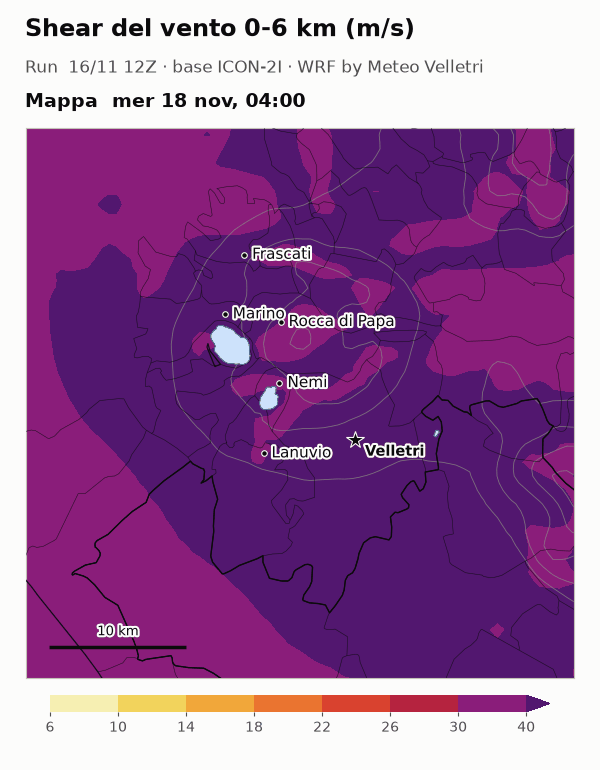 Shear del vento 0-6 km (m/s)
Run  16/11 12Z · base ICON-2I · WRF by Meteo Velletri
Mappa  mer 18 nov, 04:00
Frascati
Marino
Rocca di Papa
Nemi
Velletri
Lanuvio
10 km
6 10 14 18 22 26 30 40